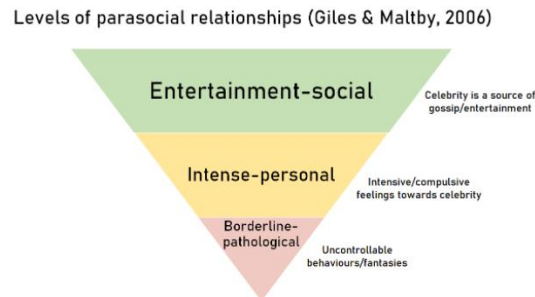 Levels of parasocial relationships (Giles & Maltby, 2006)
Entertainment-social
Celebrity is a source of
gossip/entertainment
Intense-personal
Intensive/compulsive
feelings towards celebrity
Borderline-
pathological
Uncontrollable
behaviours/fantasies